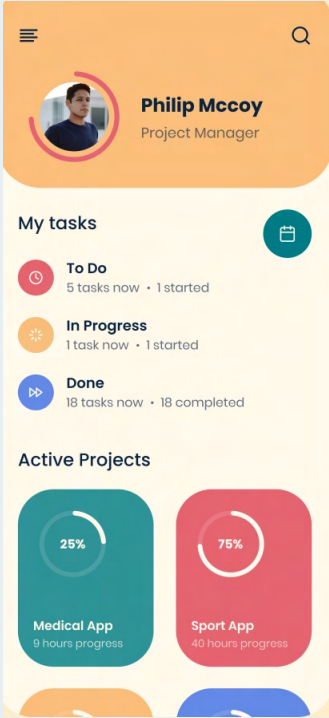 Philip Mccoy
Project Manager
My tasks
To Do
5 tasks now • 1 started
In Progress
1 task now • 1 started
Done
18 tasks now • 18 completed
Active Projects
25%
75%
Medical App
Sport App
9 hours progress
40 hours progress